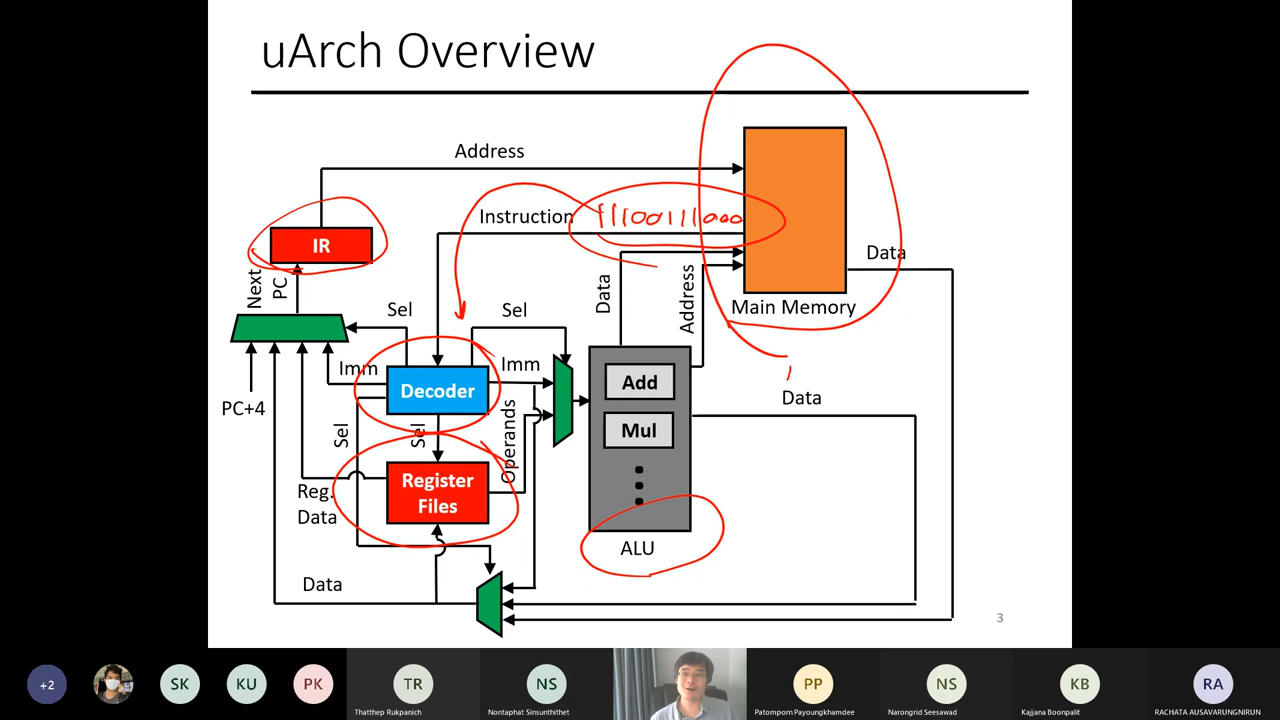 uArch Overview
Address
Instruction
11100111000
IR
Next
PC
Data
Address
Data
Main Memory
Sel
Sel
Imm
Imm
Decoder
Add
Data
PC+4
Sel
Sel
Operands
Mul
Register
Files
Reg.
Data
ALU
Data
3
+2
SK
KU
PK
TR
NS
PP
NS
KB
RA
Thatthep Rukpanich
Nontaphat Sinsunthithet
Patomporn Payoungkhamdee
Narongrid Seesawad
Kajjana Boonpalit
RACHATA AUSAVARUNGNIRUN